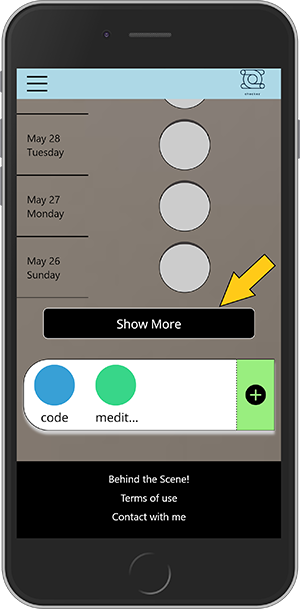 May 28
Tuesday
May 27
Monday
May 26
Sunday
Show More
code
medit...
Behind the Scene!
Terms of use
Contact with me